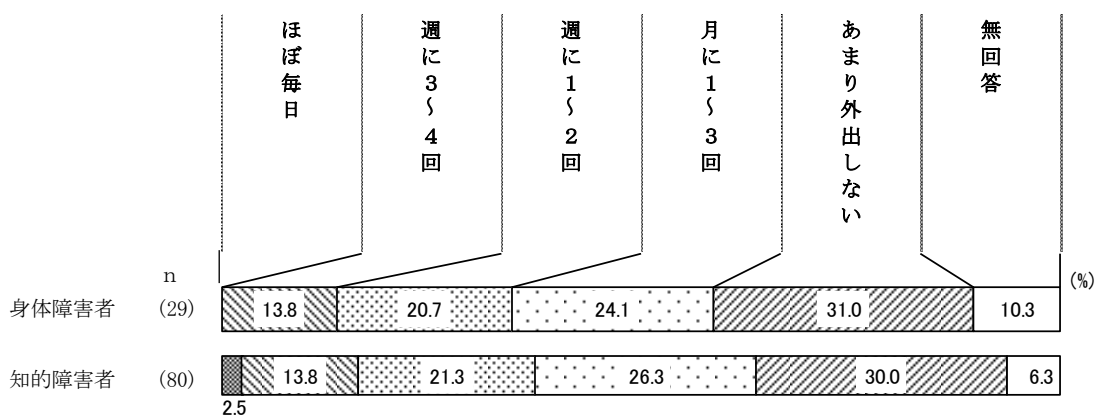 ほぼ毎日
週に３～４回
週に１～２回
月に１～３回
あまり外出しない
無回答
n
(%)
身体障害者 (29) 13.8 20.7 24.1 31.0 10.3
知的障害者 (80) 13.8 21.3 26.3 30.0 6.3
2.5